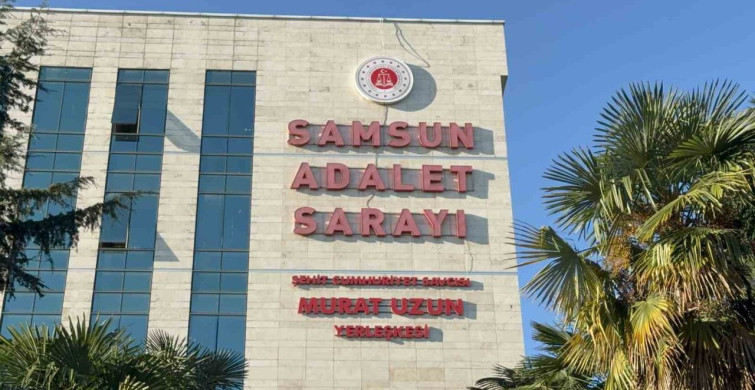 SAMSUN
ADALET
SARAYI
ŞEHİT CUMHURİYET SAVCISI
MURAT UZUN
YERLEŞKESİ